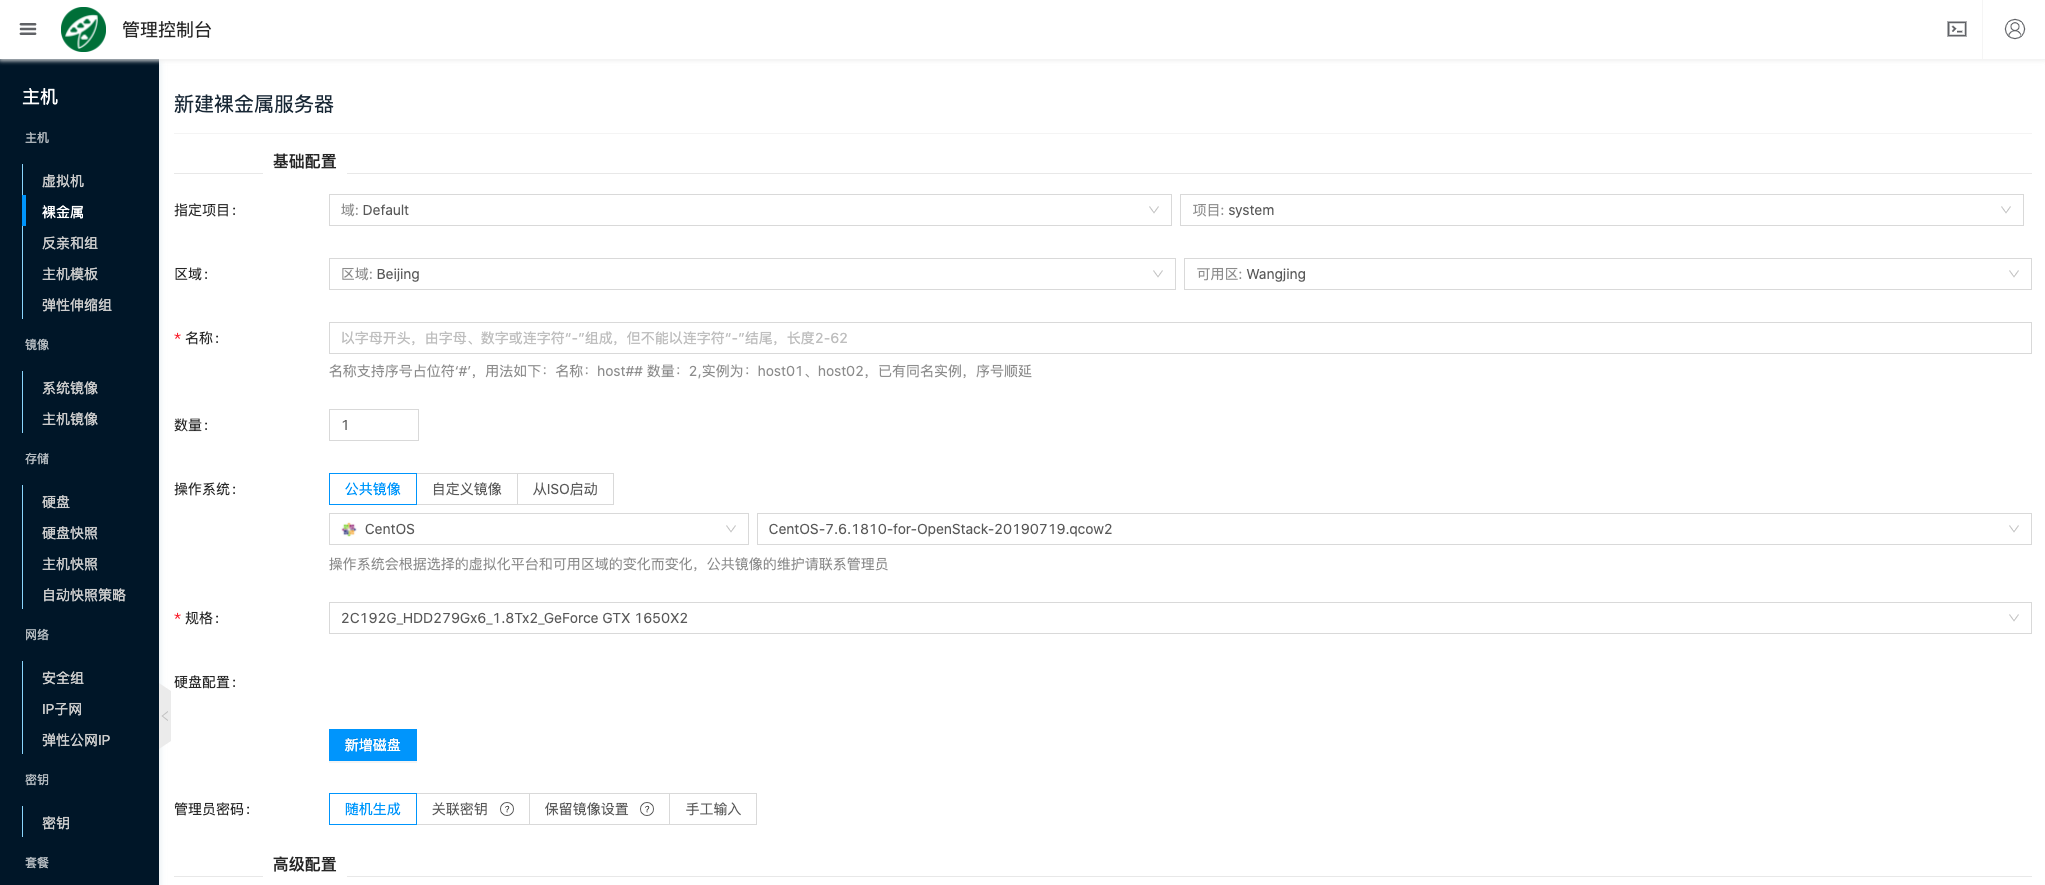 管理控制台
主机
主机
虚拟机
裸金属
反亲和组
主机模板
弹性伸缩组
镜像
系统镜像
主机镜像
存储
硬盘
硬盘快照
主机快照
自动快照策略
网络
安全组
IP子网
弹性公网IP
密钥
密钥
套餐
新建裸金属服务器
基础配置
指定项目： 域: Default 项目: system
区域： 区域: Beijing 可用区: Wangjing
* 名称： 以字母开头，由字母、数字或连字符“-”组成，但不能以连字符“-”结尾，长度2-62
名称支持序号占位符‘#’，用法如下：名称：host## 数量：2,实例为：host01、host02，已有同名实例，序号顺延
数量： 1
操作系统： 公共镜像 自定义镜像 从ISO启动
CentOS CentOS-7.6.1810-for-OpenStack-20190719.qcow2
操作系统会根据选择的虚拟化平台和可用区域的变化而变化，公共镜像的维护请联系管理员
* 规格： 2C192G_HDD279Gx6_1.8Tx2_GeForce GTX 1650X2
硬盘配置：
新增磁盘
管理员密码： 随机生成 关联密钥 ? 保留镜像设置 ? 手工输入
高级配置